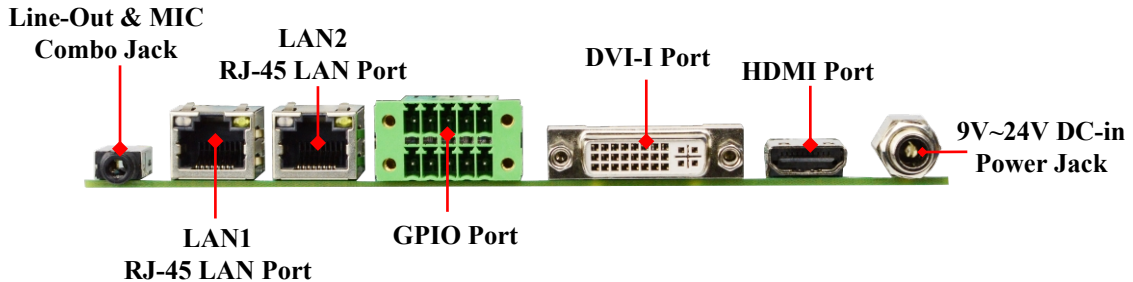 Line-Out & MIC
Combo Jack
LAN2
RJ-45 LAN Port
DVI-I Port
HDMI Port
9V~24V DC-in
Power Jack
LAN1
RJ-45 LAN Port
GPIO Port